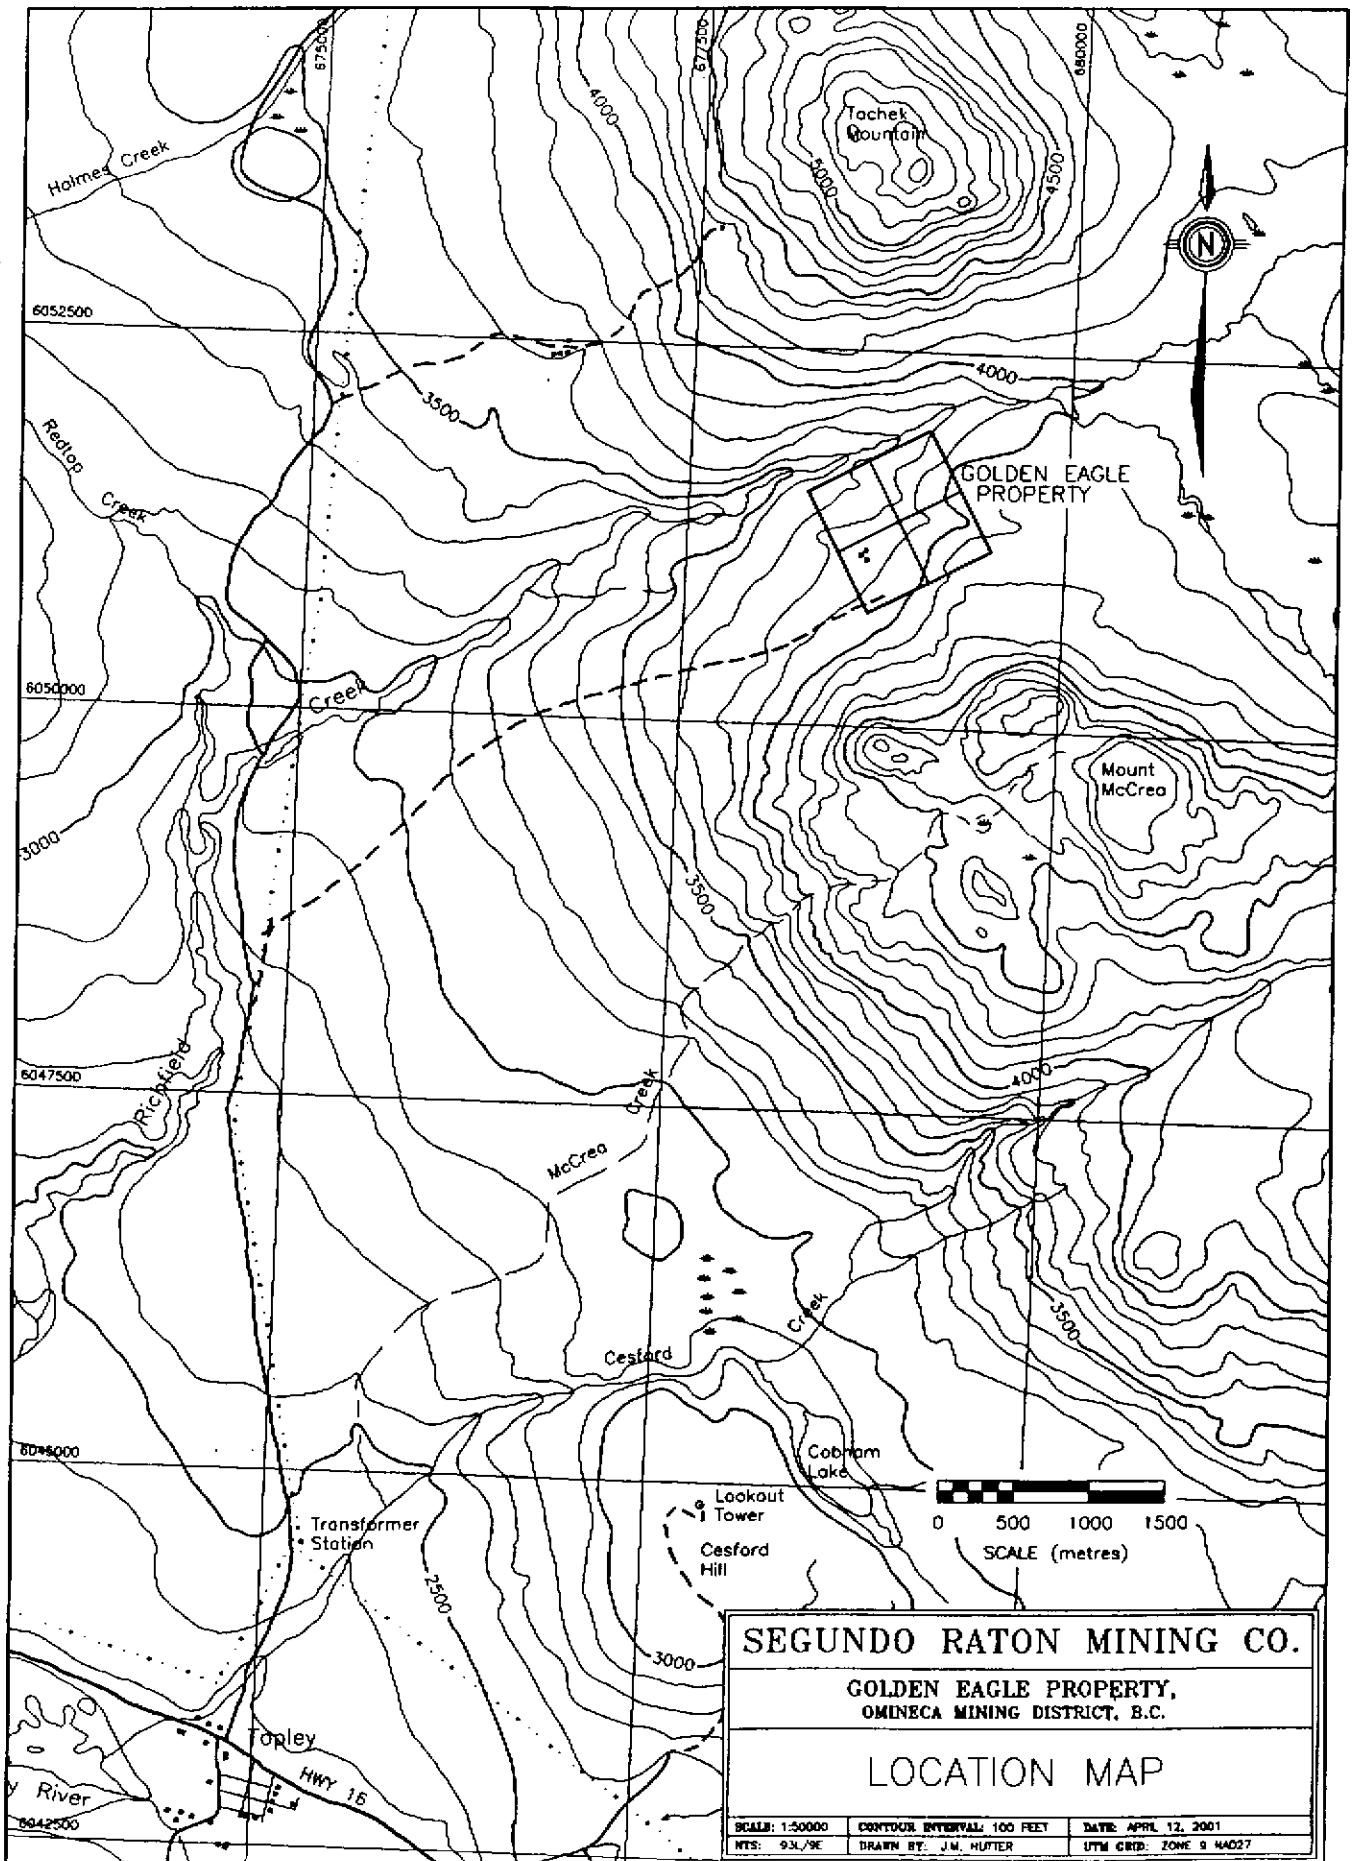 675000
677500
680000
4000
Tachek
Mountain
5000
4500
Holmes Creek
N
6052500
4000
3500
Redtop
Creek
GOLDEN EAGLE
PROPERTY
6050000
Creek
Mount
McCrea
3000
3500
Richfield
6047500
4000
Creek
McCrea
3500
Creek
Cesford
6045000
Cobham
Lake
Lookout
Tower
Transformer
Station
0 500 1000 1500
SCALE (metres)
Cesford
Hill
2500
3000
SEGUNDO RATON MINING CO.
GOLDEN EAGLE PROPERTY,
OMINECA MINING DISTRICT, B.C.
Topley
LOCATION MAP
HWY 16
y River
6042500
SCALE: 1:50000 CONTOUR INTERVAL: 100 FEET DATE: APRIL 12, 2001
NTS: 93L/9E DRAWN BY: J.M. HUTTER UTM GRID: ZONE 9 NAD27